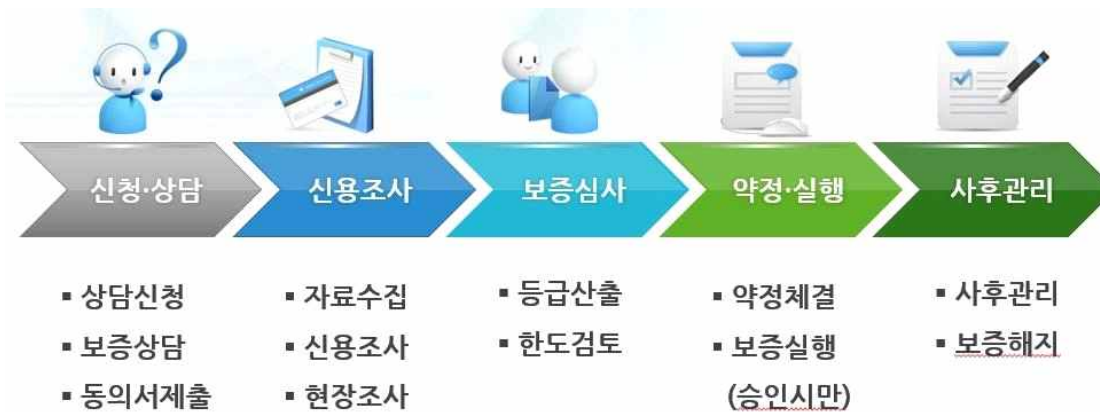 신청·상담
신용조사
보증심사
약정·실행
사후관리
▪ 상담신청
▪ 보증상담
▪ 동의서제출
▪ 자료수집
▪ 신용조사
▪ 현장조사
▪ 등급산출
▪ 한도검토
▪ 약정체결
▪ 보증실행
(승인시만)
▪ 사후관리
▪ 보증해지